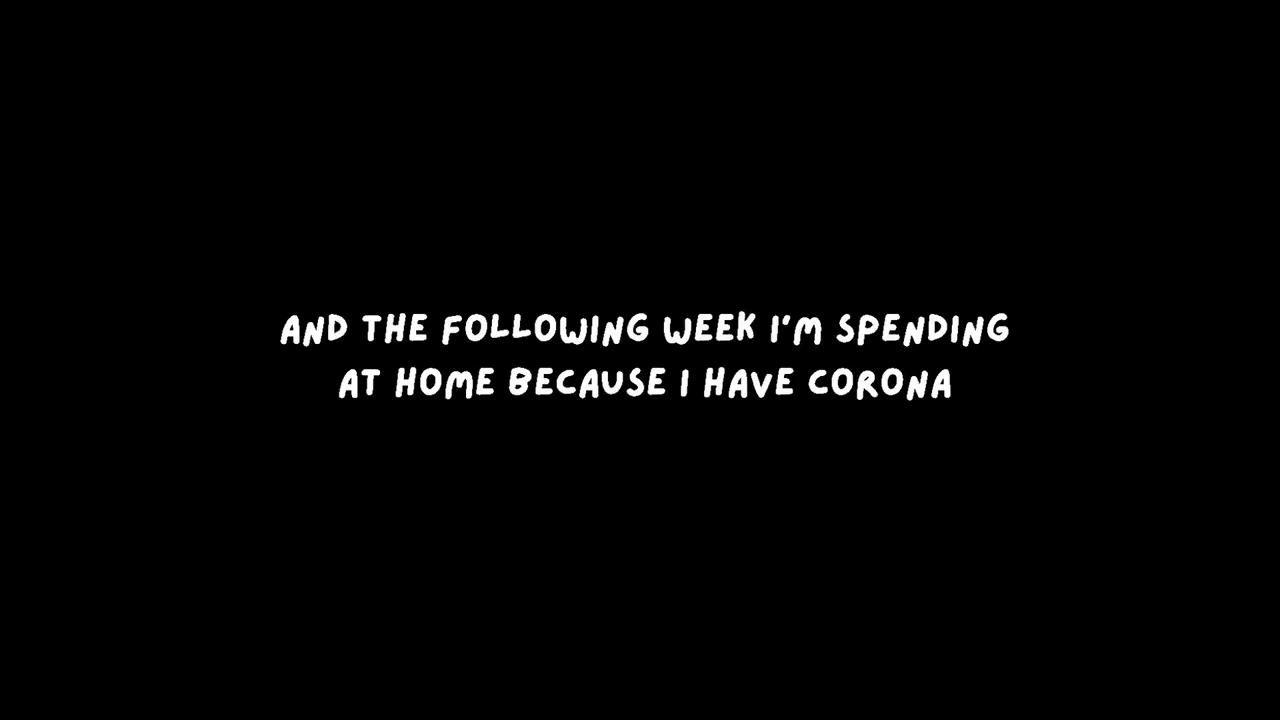 AND THE FOLLOWING WEEK I'M SPENDING
AT HOME BECAUSE I HAVE CORONA